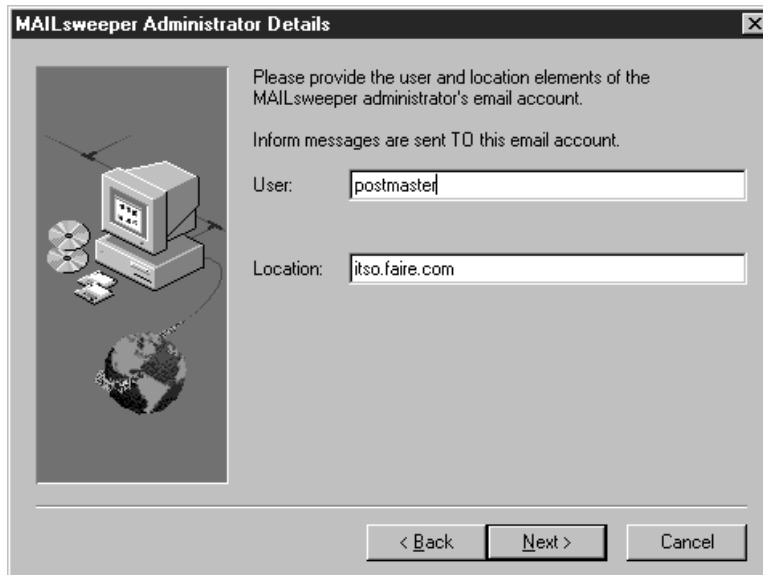 MAILsweeper Administrator Details
Please provide the user and location elements of the
MAILsweeper administrator's email account.
Inform messages are sent TO this email account.
User:
postmaster
Location:
itso.faire.com
< Back
Next >
Cancel